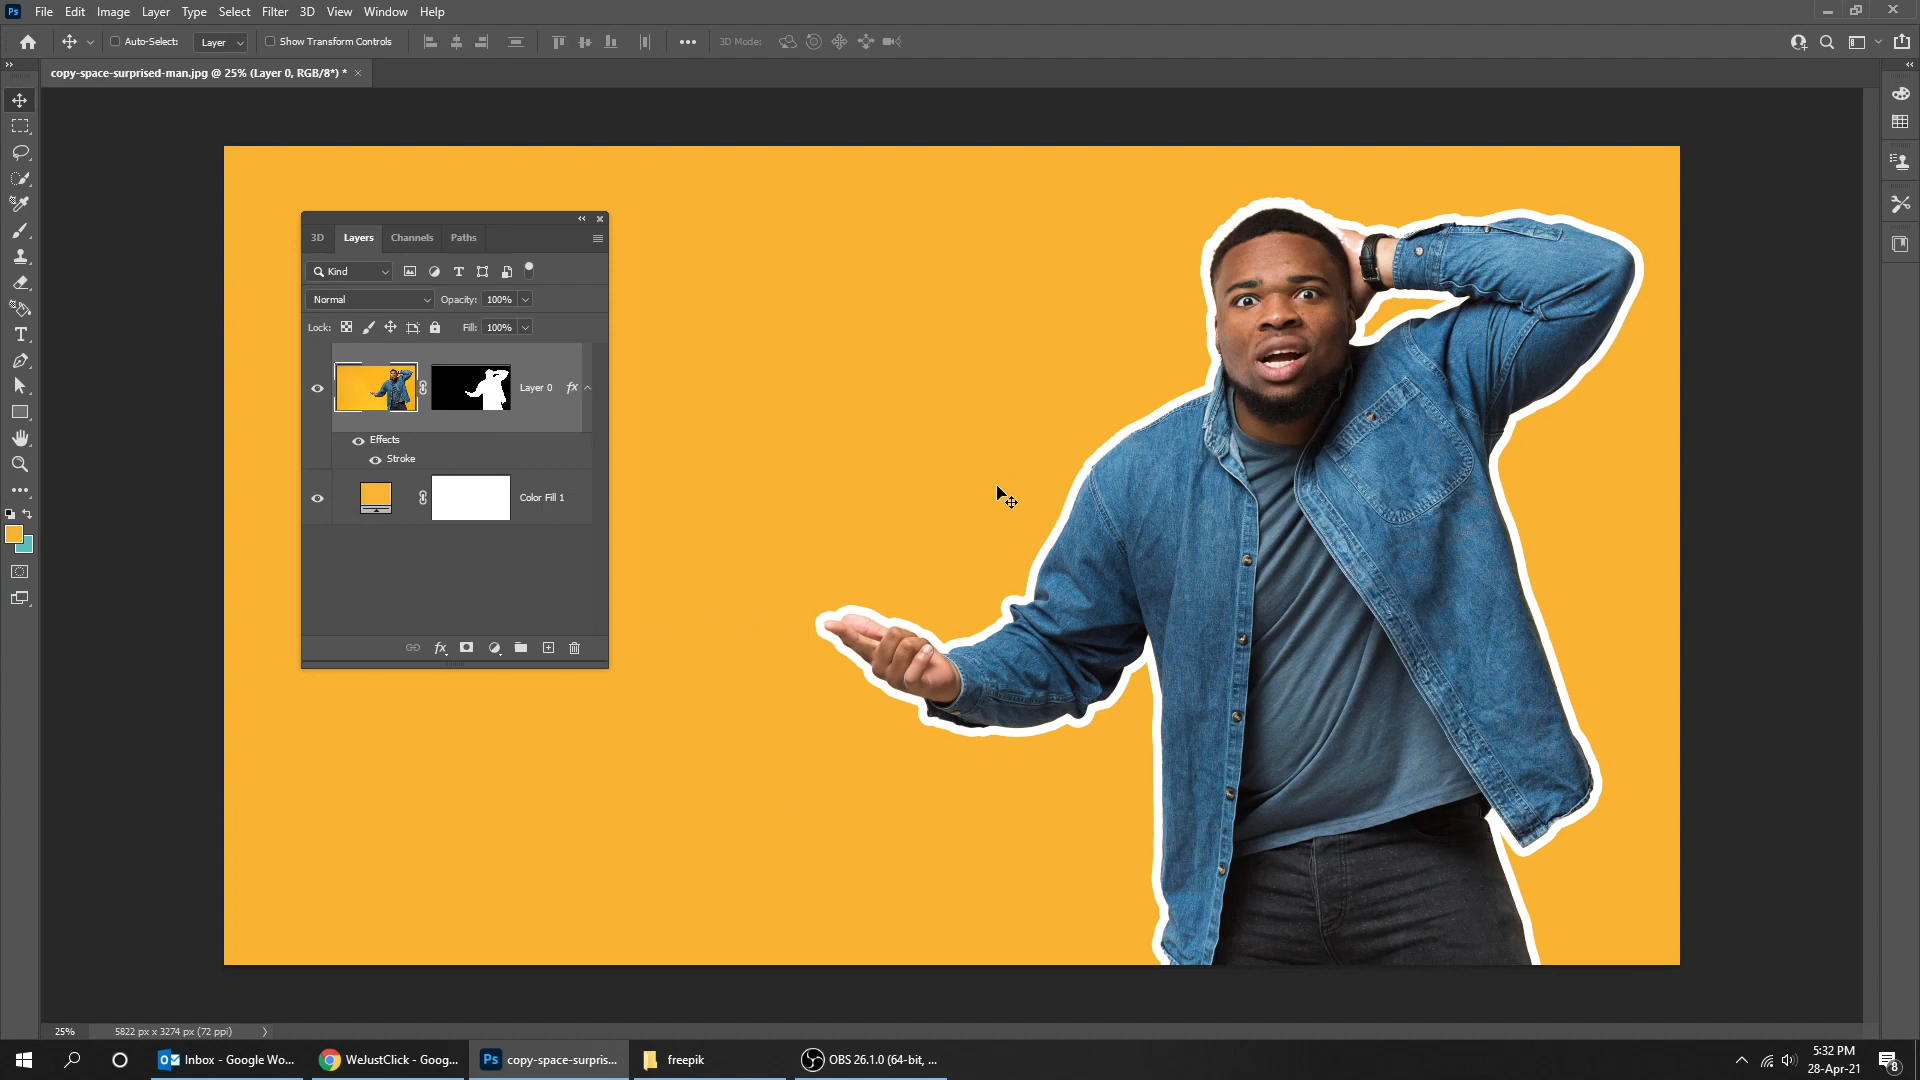 Ps File Edit Image Layer Type Select Filter 3D View Window Help
Auto-Select: Layer Show Transform Controls 3D Mode:
copy-space-surprised-man.jpg @ 25% (Layer 0, RGB/8*) *
3D Layers Channels Paths
Kind
Normal Opacity: 100%
Lock: Fill: 100%
Layer 0 fx
Effects
Stroke
Color Fill 1
fx
25% 5822 px x 3274 px (72 ppi)
Inbox - Google Wo... WeJustClick - Goog... Ps copy-space-surpris... freepik OBS 26.1.0 (64-bit, ...
5:32 PM
28-Apr-21
8